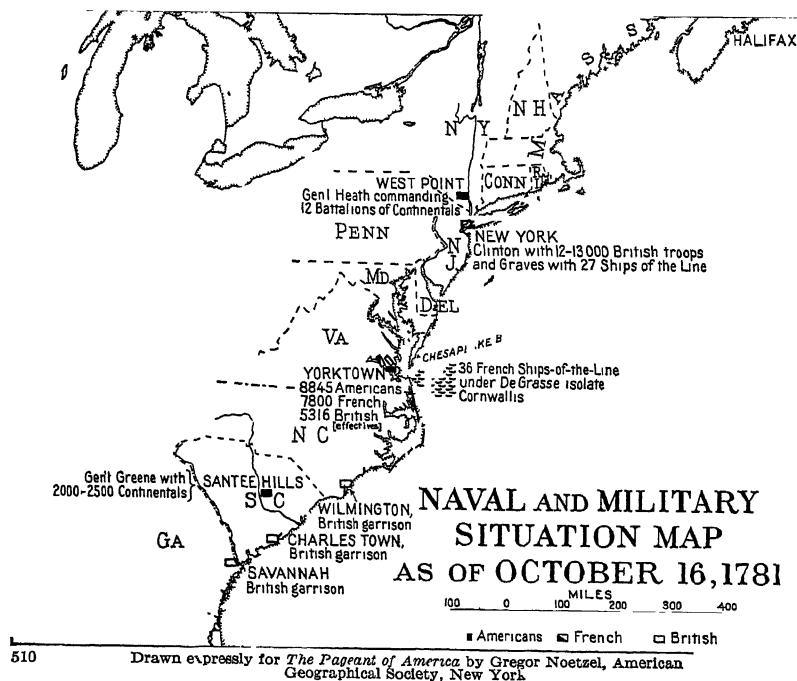 HALIFAX
M A S S
N H
N Y
M
CONN
R I
WEST POINT
Gen'l Heath commanding
12 Battalions of Continentals
PENN
N J.
NEW YORK
Clinton with 12-13000 British troops
and Graves with 27 Ships of the Line
MD.
DEL
VA
CHESAP KE B
YORKTOWN
8845 Americans
7800 French
5316 British
[effectives]
36 French Ships-of-the-Line
under De Grasse isolate
Cornwallis
N C
Gen'l Greene with
2000-2500 Continentals
SANTEE HILLS
S C
WILMINGTON,
British garrison
GA
CHARLES TOWN,
British garrison
SAVANNAH
British garrison
NAVAL AND MILITARY
SITUATION MAP
AS OF OCTOBER 16, 1781
MILES
100 0 100 200 300 400
Americans French British
510
Drawn expressly for The Pageant of America by Gregor Noetzel, American
Geographical Society, New York